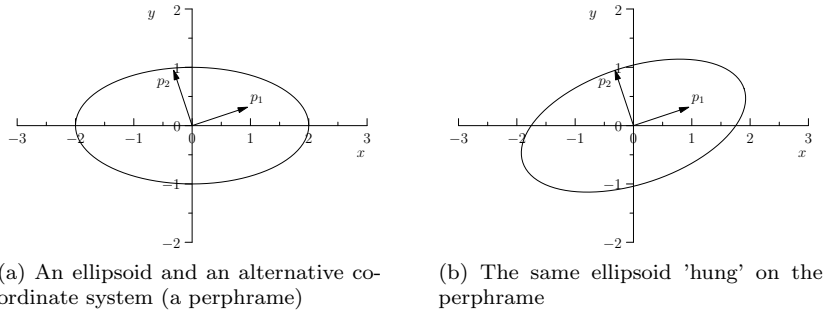 y
2
1
p2
p1
−3
−2
−1
0
1
2
3
x
−1
−2
y
2
1
p2
p1
−3
−2
−1
0
1
2
3
x
−1
−2
(a) An ellipsoid and an alternative co-
ordinate system (a perphrame)
(b) The same ellipsoid 'hung' on the
perphrame